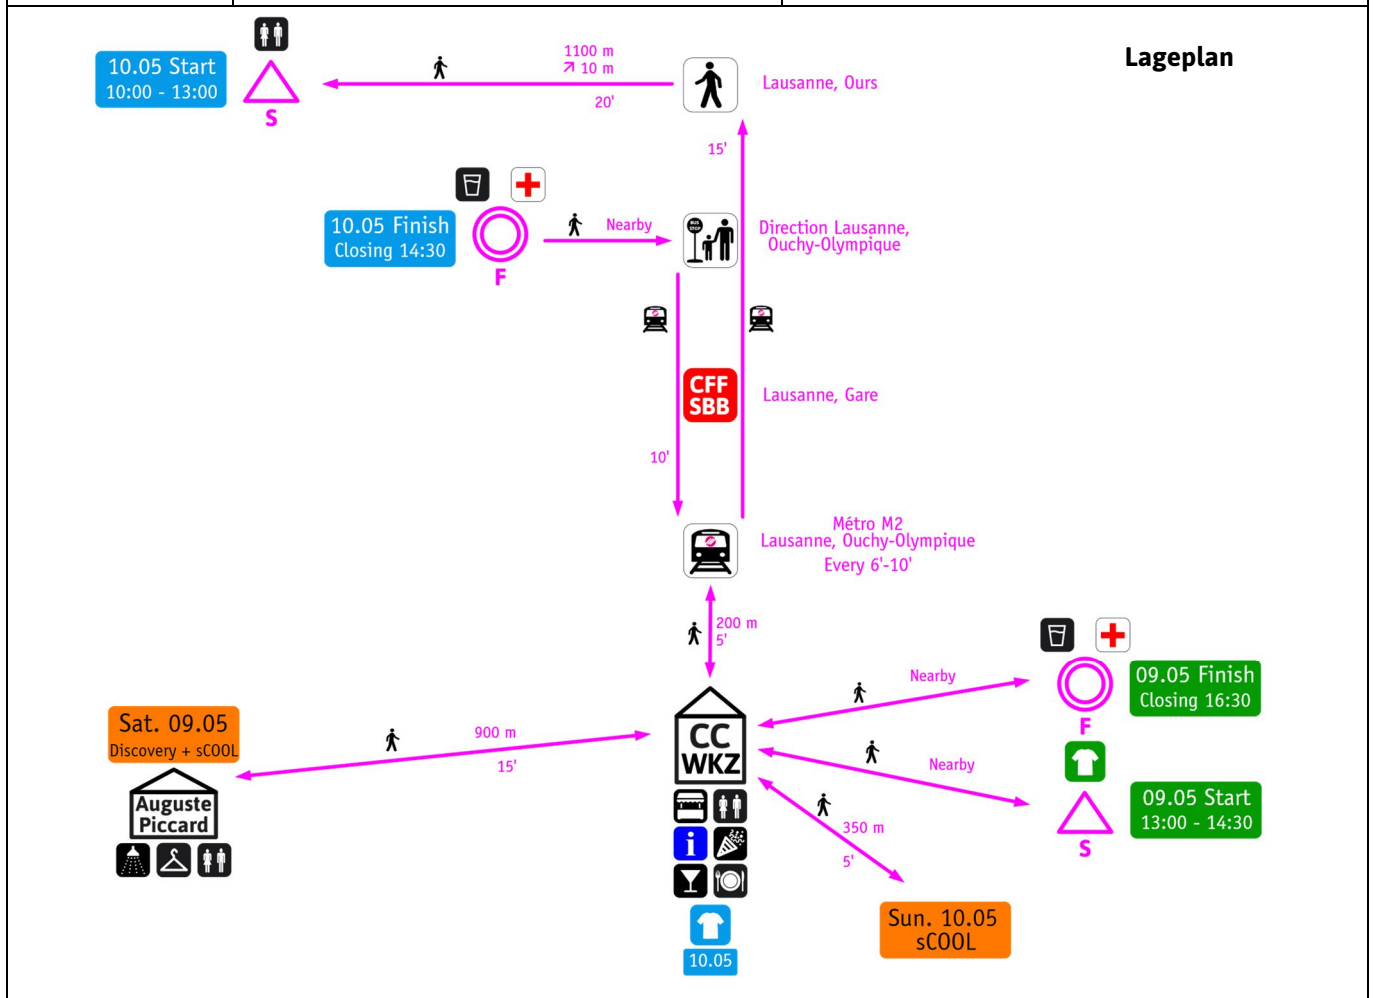 Lageplan
10.05 Start
10:00 - 13:00
S
1100 m
↗ 10 m
20'
Lausanne, Ours
15'
10.05 Finish
Closing 14:30
F
Nearby
BUS
STOP
Direction Lausanne,
Ouchy-Olympique
CFF
SBB
Lausanne, Gare
10'
Métro M2
Lausanne, Ouchy-Olympique
Every 6'-10'
200 m
5'
Sat. 09.05
Discovery + sCOOL
Auguste
Piccard
900 m
15'
CC
WKZ
i
10.05
Nearby
09.05 Finish
Closing 16:30
F
Nearby
09.05 Start
13:00 - 14:30
S
350 m
5'
Sun. 10.05
sCOOL